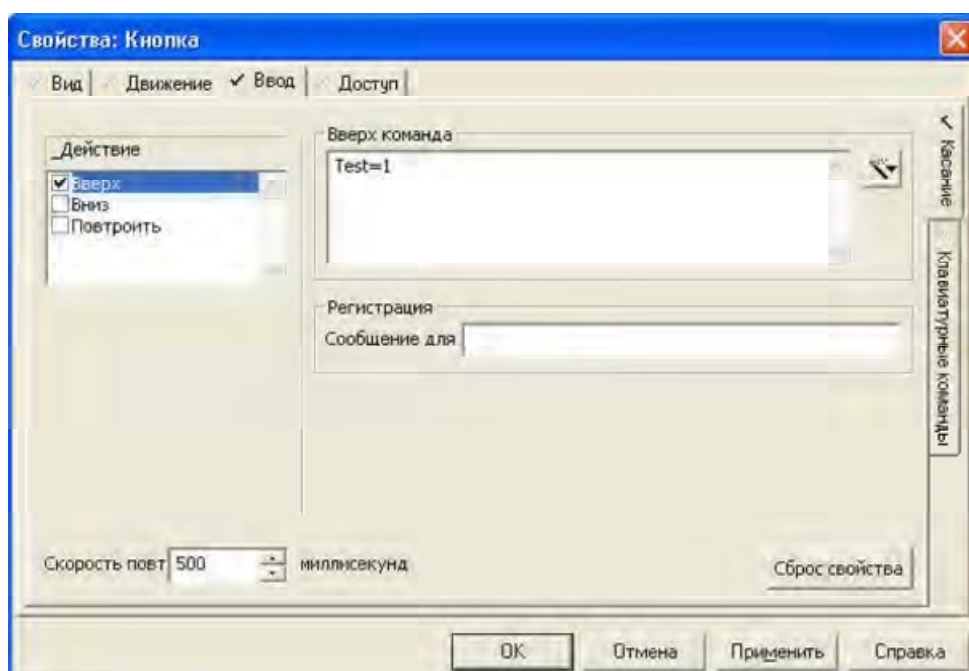 Свойства: Кнопка
Вид Движение Ввод Доступ
_Действие
Вверх
Вниз
Повтроить
Вверх команда
Test=1
Регистрация
Сообщение для
Касание
Клавиатурные команды
Скорость повт 500 миллисекунд
Сброс свойства
OK Отмена Применить Справка